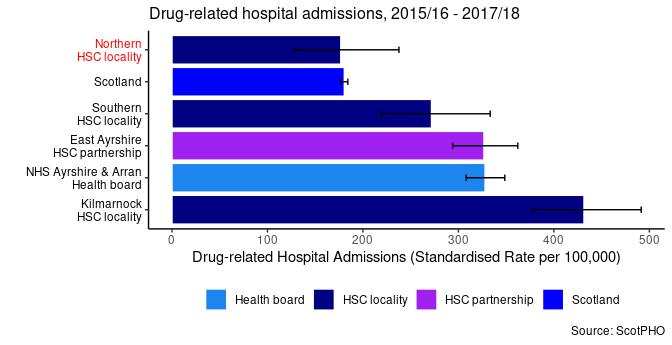 Drug-related hospital admissions, 2015/16 - 2017/18
Northern
HSC locality
Scotland
Southern
HSC locality
East Ayrshire
HSC partnership
NHS Ayrshire & Arran
Health board
Kilmarnock
HSC locality
0 100 200 300 400 500
Drug-related Hospital Admissions (Standardised Rate per 100,000)
Health board HSC locality HSC partnership Scotland
Source: ScotPHO